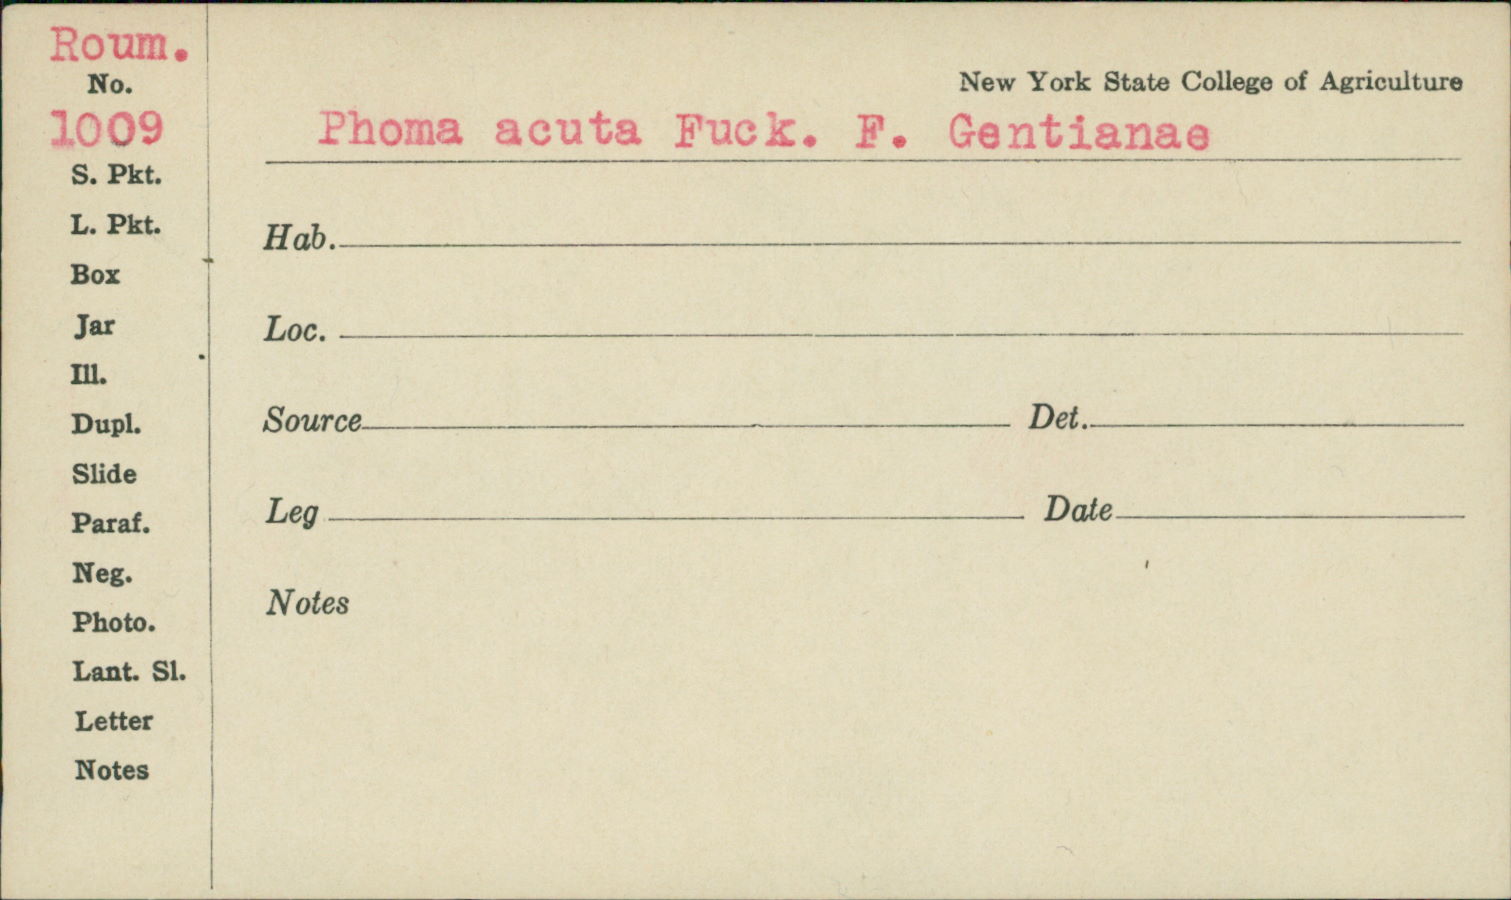 Roum.
No.
1009
S. Pkt.
L. Pkt.
Box
Jar
Ill.
Dupl.
Slide
Paraf.
Neg.
Photo.
Lant. Sl.
Letter
Notes
New York State College of Agriculture
Phoma acuta Fuck. F. Gentianae
Hab.
Loc.
Source Det.
Leg Date
Notes